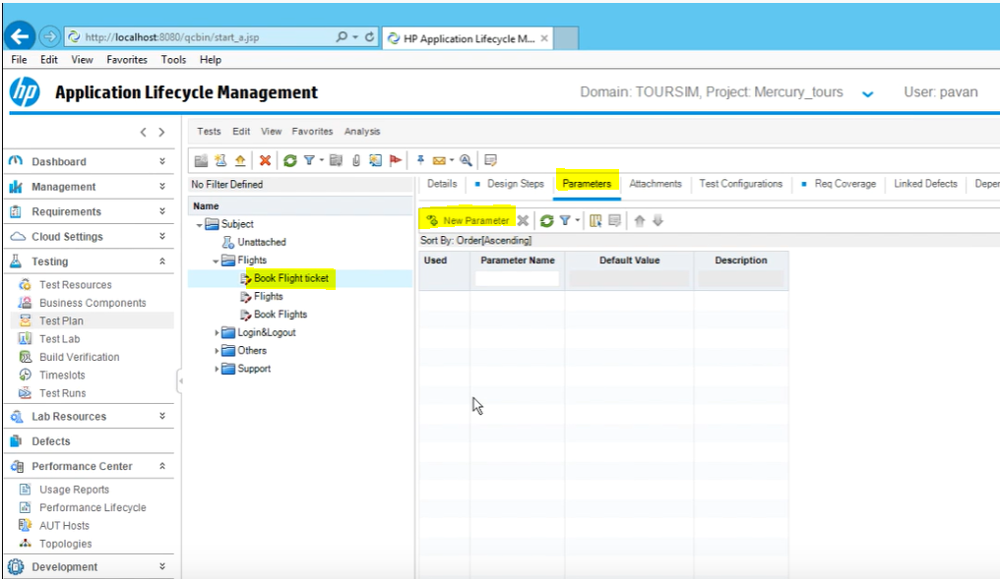 http://localhost:8080/qcbin/start_a.jsp
HP Application Lifecycle M... ×
File Edit View Favorites Tools Help
hp Application Lifecycle Management
Domain: TOURSIM, Project: Mercury_tours User: pavan
Tests Edit View Favorites Analysis
Dashboard
Management
Requirements
Cloud Settings
Testing
Test Resources
Business Components
Test Plan
Test Lab
Build Verification
Timeslots
Test Runs
Lab Resources
Defects
Performance Center
Usage Reports
Performance Lifecycle
AUT Hosts
Topologies
Development
No Filter Defined
Name
Subject
Unattached
Flights
Book Flight ticket
Flights
Book Flights
Login&Logout
Others
Support
Details Design Steps Parameters Attachments Test Configurations Req Coverage Linked Defects Deper
New Parameter
Sort By: Order[Ascending]
Used Parameter Name Default Value Description